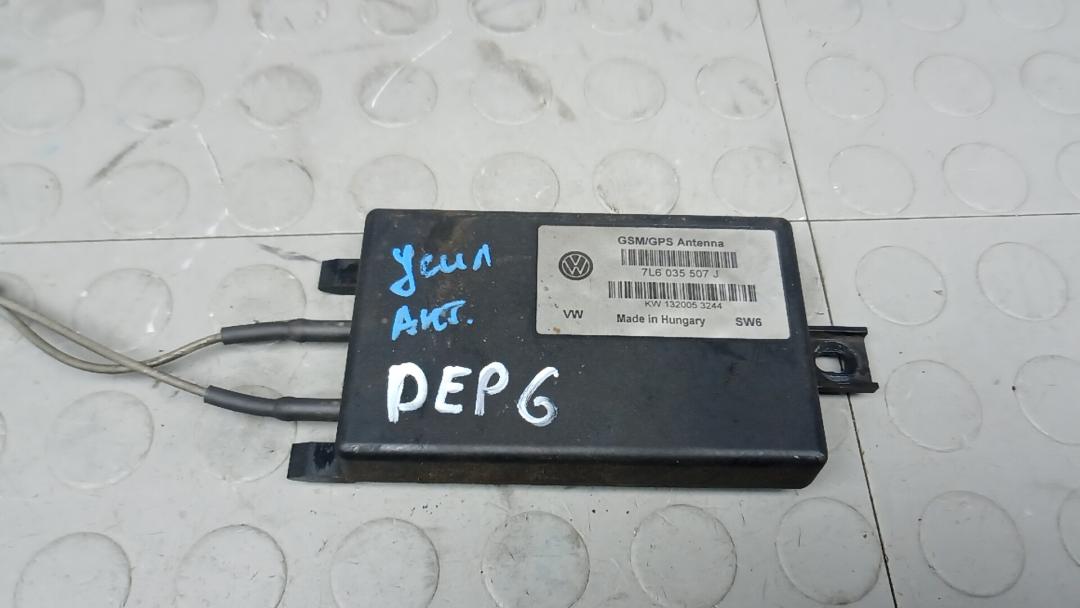 Усил
Акт.
DEP6
GSM/GPS Antenna
7L6 035 507 J
KW 132005 3244
VW Made in Hungary SW6